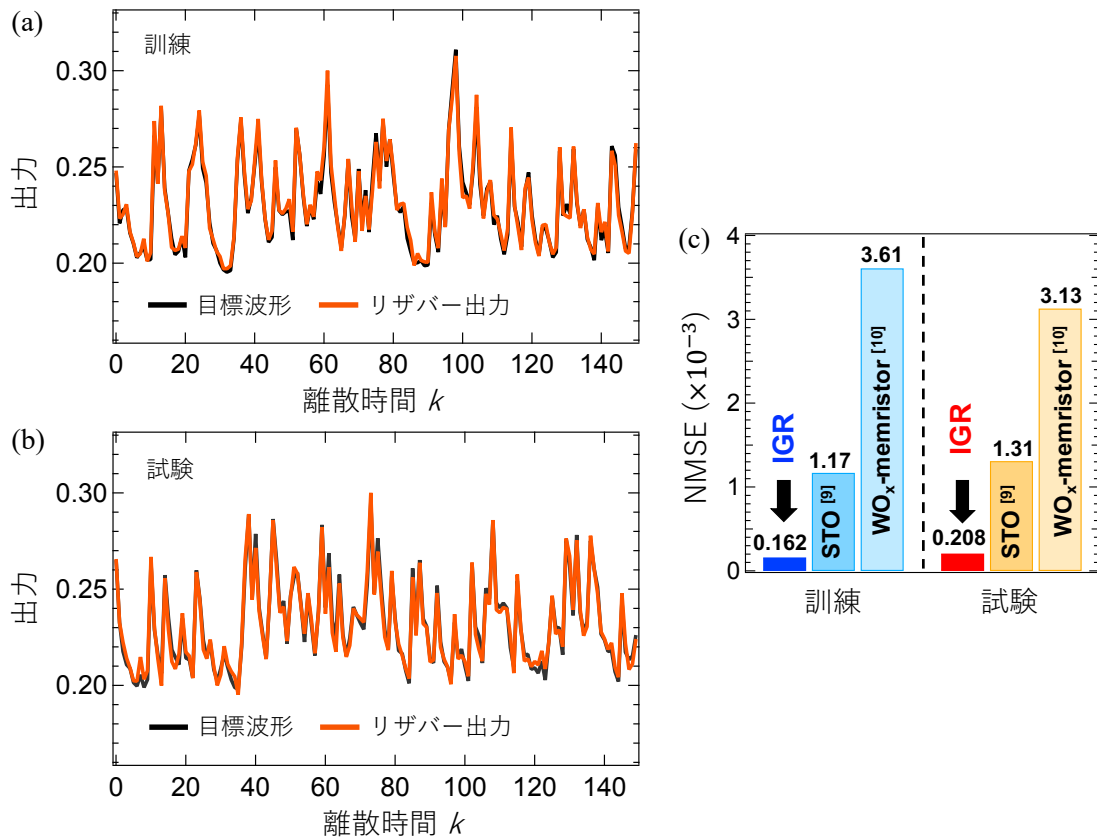 (a)
訓練
0.30
0.25
0.20
出力
目標波形
リザバー出力
0 20 40 60 80 100 120 140
離散時間 k
(b)
試験
0.30
0.25
0.20
出力
目標波形
リザバー出力
0 20 40 60 80 100 120 140
離散時間 k
(c)
4
3
2
1
0
NMSE (×10⁻³)
IGR
0.162
1.17
STO [9]
3.61
WOₓ-memristor [10]
IGR
0.208
1.31
STO [9]
3.13
WOₓ-memristor [10]
訓練
試験